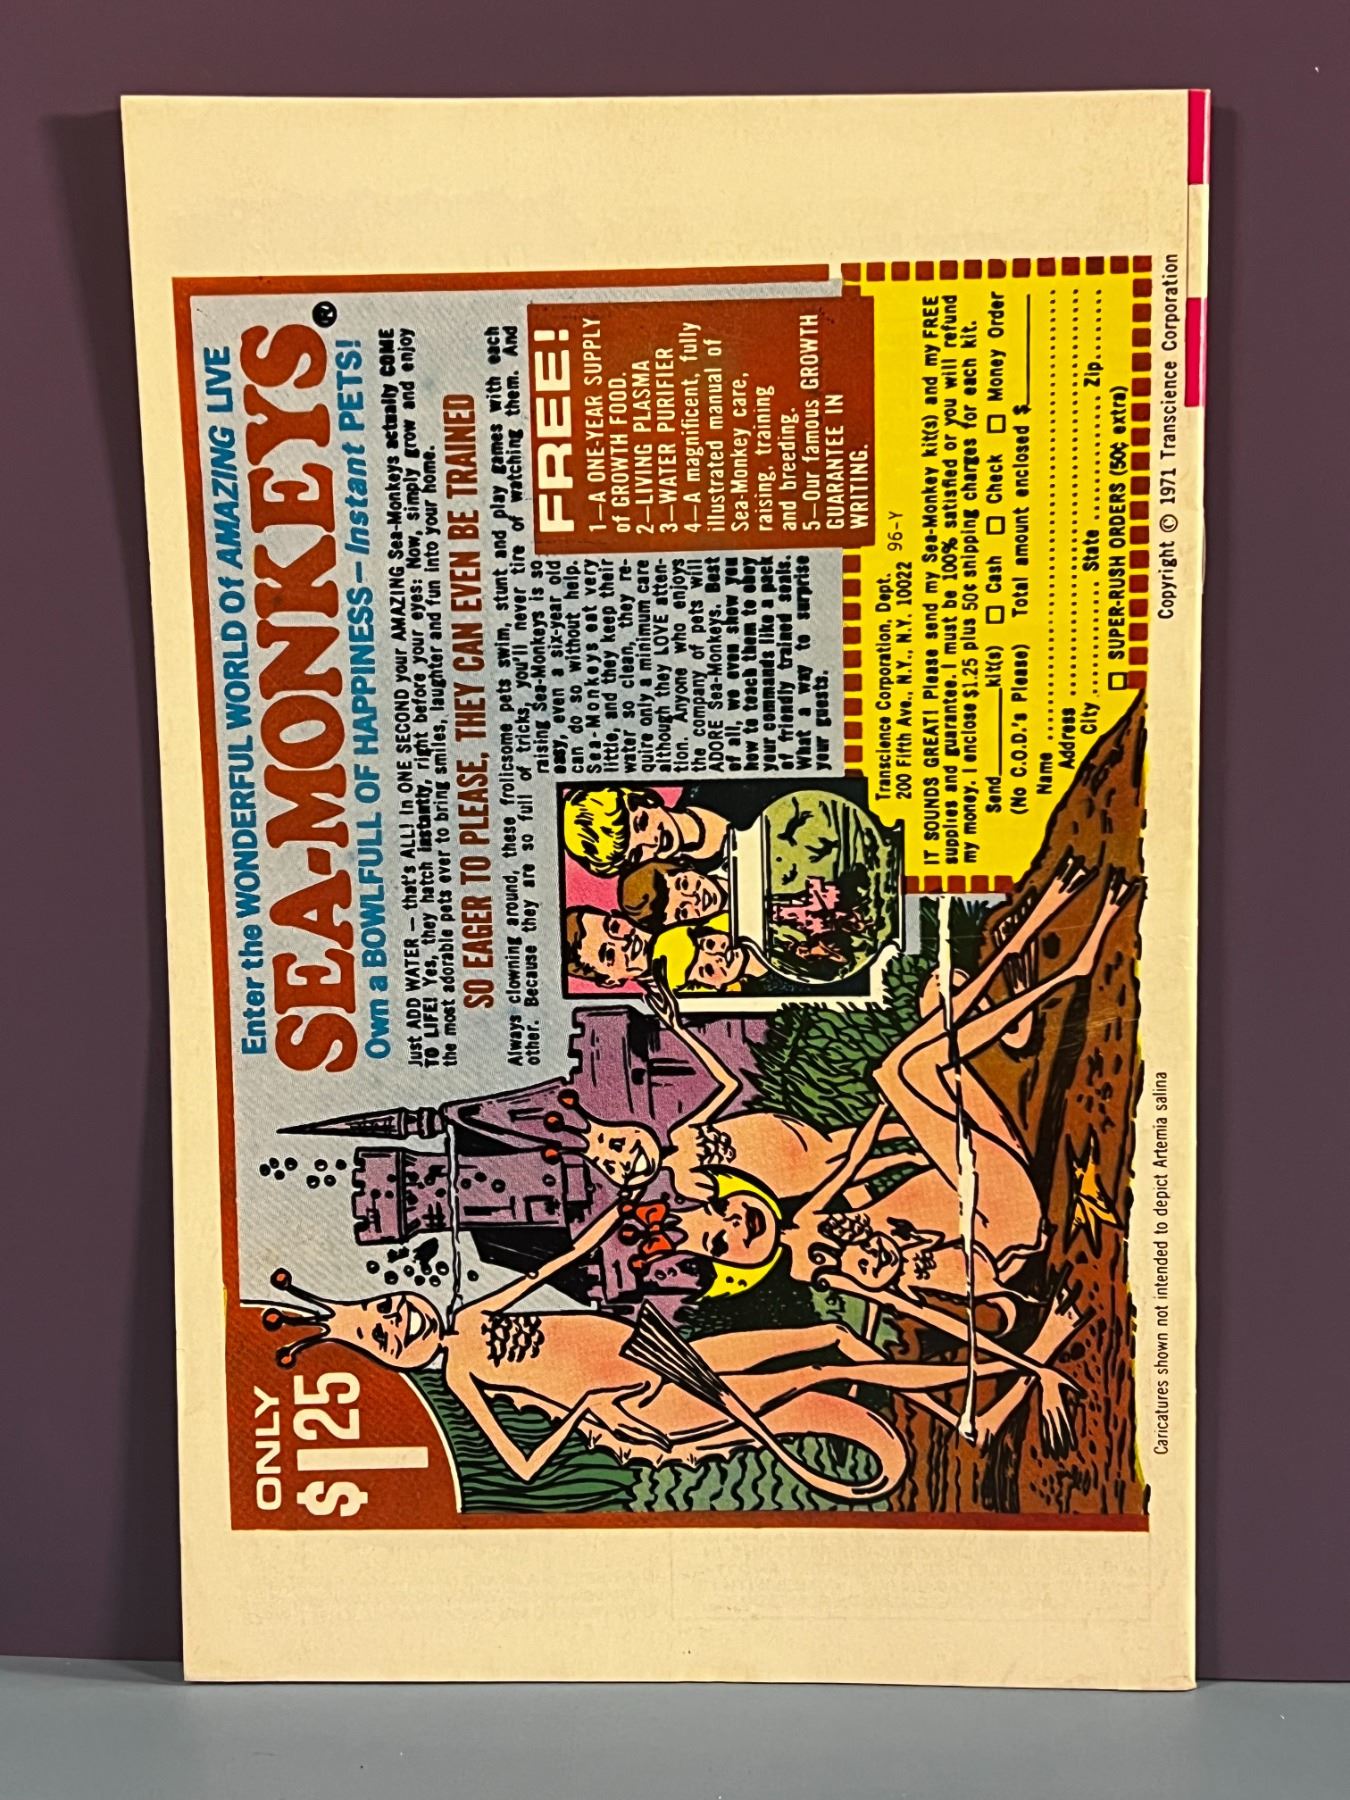 Enter the WONDERFUL WORLD Of AMAZING LIVE
SEA-MONKEYS®
Own a BOWLFULL OF HAPPINESS—Instant PETS!
Just ADD WATER — that's ALL! In ONE SECOND your AMAZING Sea-Monkeys actually COME
TO LIFE! Yes, they hatch instantly, right before your eyes! Now, simply grow and enjoy
the most adorable pets ever to bring smiles, laughter and fun into your home.
SO EAGER TO PLEASE, THEY CAN EVEN BE TRAINED
Always clowning around, these frolicsome pets swim, stunt and play games with each
other. Because they are so full of tricks, you'll never tire of watching them. And
raising Sea-Monkeys is so
easy, even a six-year old
can do so without help.
Sea-Monkeys eat very
little, and they keep their
water so clean, they re-
quire only a minimum care
although they LOVE atten-
tion. Anyone who enjoys
the company of pets will
ADORE Sea-Monkeys. Best
of all, we even show you
how to teach them to obey
your commands like a pack
of friendly trained seals.
What a way to surprise
your guests.
FREE!
1—A ONE-YEAR SUPPLY
of GROWTH FOOD.
2—LIVING PLASMA
3—WATER PURIFIER
4—A magnificent, fully
illustrated manual of
Sea-Monkey care,
raising, training
and breeding.
5—Our famous GROWTH
GUARANTEE IN
WRITING.
ONLY
$1.25
Transcience Corporation, Dept.
200 Fifth Ave., N.Y., N.Y. 10022 96-Y
IT SOUNDS GREAT! Please send my Sea-Monkey kit(s) and my FREE
supplies and guarantee. I must be 100% satisfied or you will refund
my money. I enclose $1.25 plus 50¢ shipping charges for each kit.
Send____kit(s) □ Cash □ Check □ Money Order
(No C.O.D.'s Please) Total amount enclosed $____
Name
Address
City State Zip
□ SUPER-RUSH ORDERS (50¢ extra)
Caricatures shown not intended to depict Artemia salina
Copyright © 1971 Transcience Corporation